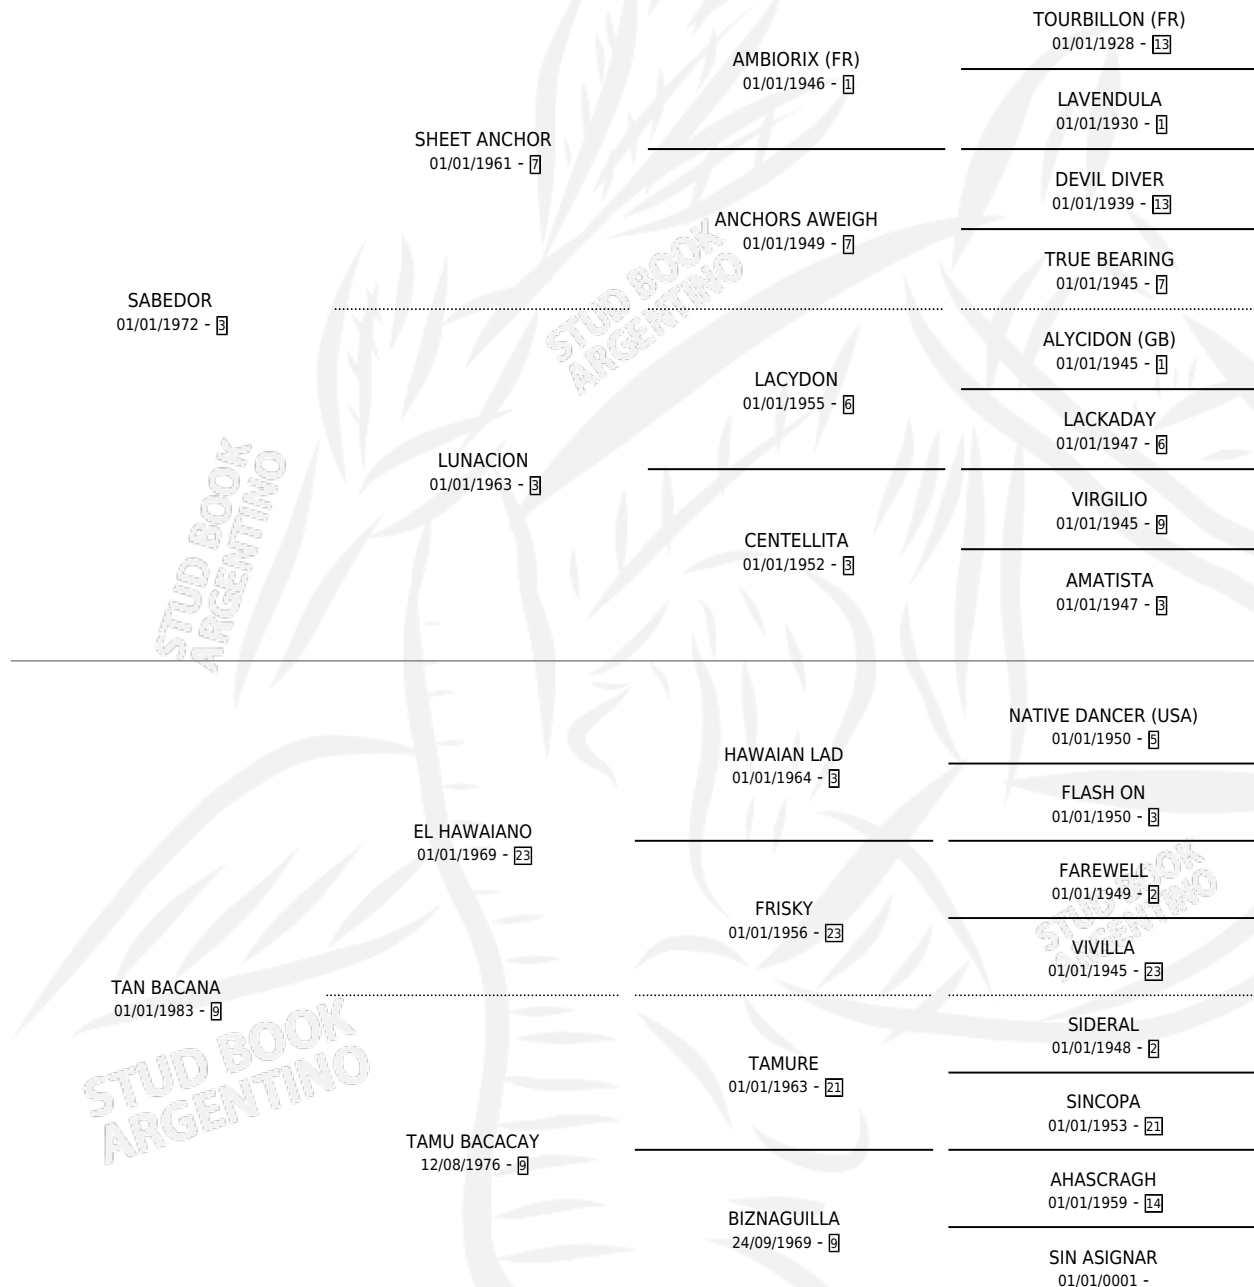 TOURBILLON (FR)
01/01/1928 - 13
AMBIORIX (FR)
01/01/1946 - 1
LAVENDULA
01/01/1930 - 1
SHEET ANCHOR
01/01/1961 - 7
DEVIL DIVER
01/01/1939 - 13
ANCHORS AWEIGH
01/01/1949 - 7
TRUE BEARING
01/01/1945 - 7
SABEDOR
01/01/1972 - 3
ALYCIDON (GB)
01/01/1945 - 1
LACYDON
01/01/1955 - 6
LACKADAY
01/01/1947 - 6
LUNACION
01/01/1963 - 3
VIRGILIO
01/01/1945 - 9
CENTELLITA
01/01/1952 - 3
AMATISTA
01/01/1947 - 3
NATIVE DANCER (USA)
01/01/1950 - 5
HAWAIAN LAD
01/01/1964 - 3
FLASH ON
01/01/1950 - 3
EL HAWAIANO
01/01/1969 - 23
FAREWELL
01/01/1949 - 2
FRISKY
01/01/1956 - 23
VIVILLA
01/01/1945 - 23
TAN BACANA
01/01/1983 - 9
SIDERAL
01/01/1948 - 2
TAMURE
01/01/1963 - 21
SINCOPA
01/01/1953 - 21
TAMU BACACAY
12/08/1976 - 9
AHASCRAGH
01/01/1959 - 14
BIZNAGUILLA
24/09/1969 - 9
SIN ASIGNAR
01/01/0001 -
STUD BOOK
ARGENTINO
STUD BOOK
ARGENTINO
STUD BOOK
ARGENTINO
STUD BOOK
ARGENTINO